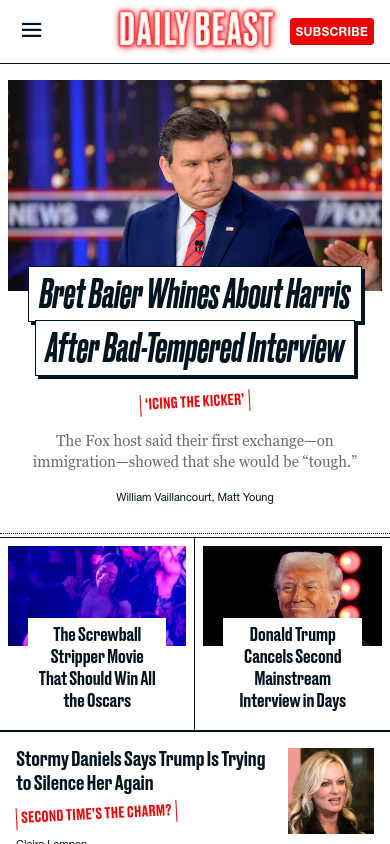 DAILY BEAST
SUBSCRIBE
NEWS
FOX
Bret Baier Whines About Harris
After Bad-Tempered Interview
‘ICING THE KICKER’
The Fox host said their first exchange—on
immigration—showed that she would be “tough.”
William Vaillancourt, Matt Young
The Screwball
Stripper Movie
That Should Win All
the Oscars
Donald Trump
Cancels Second
Mainstream
Interview in Days
Stormy Daniels Says Trump Is Trying
to Silence Her Again
SECOND TIME’S THE CHARM?
Claire Lampen